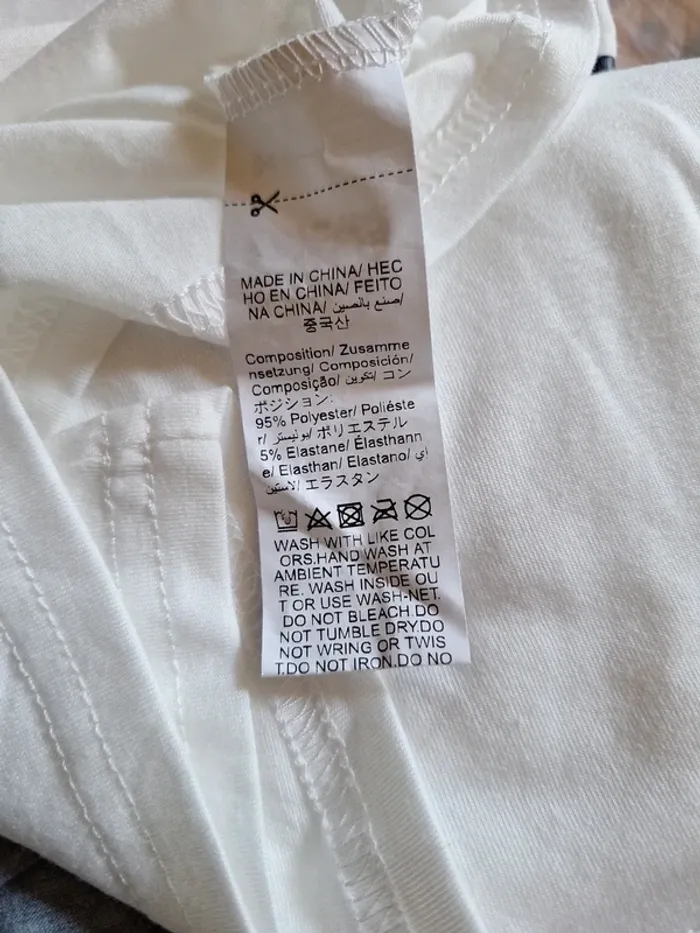 MADE IN CHINA/ HEC
HO EN CHINA/ FEITO
NA CHINA/ صنع بالصين/
중국산
Composition/ Zusamme
nsetzung/ Composición/
Composição/ تكوين/ コン
ポジション:
95% Polyester/ Poliéste
r/ بوليستر/ ポリエステル
5% Elastane/ Élasthann
e/ Elasthan/ Elastano/ إي
لاستين/ エラスタン
WASH WITH LIKE COL
ORS.HAND WASH AT
AMBIENT TEMPERATU
RE. WASH INSIDE OU
T OR USE WASH-NET.
DO NOT BLEACH.DO
NOT TUMBLE DRY.DO
NOT WRING OR TWIS
T.DO NOT IRON.DO NO